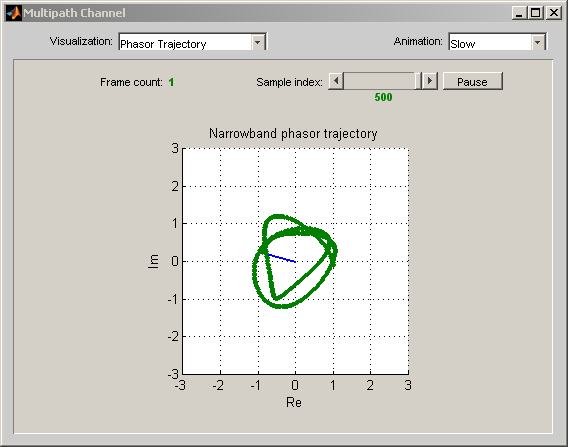 Multipath Channel
Visualization: Phasor Trajectory Animation: Slow
Frame count: 1 Sample index: Pause
500
Narrowband phasor trajectory
3
2
1
0
-1
-2
-3
Im
-3 -2 -1 0 1 2 3
Re